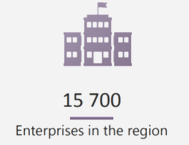 15 700
Enterprises in the region